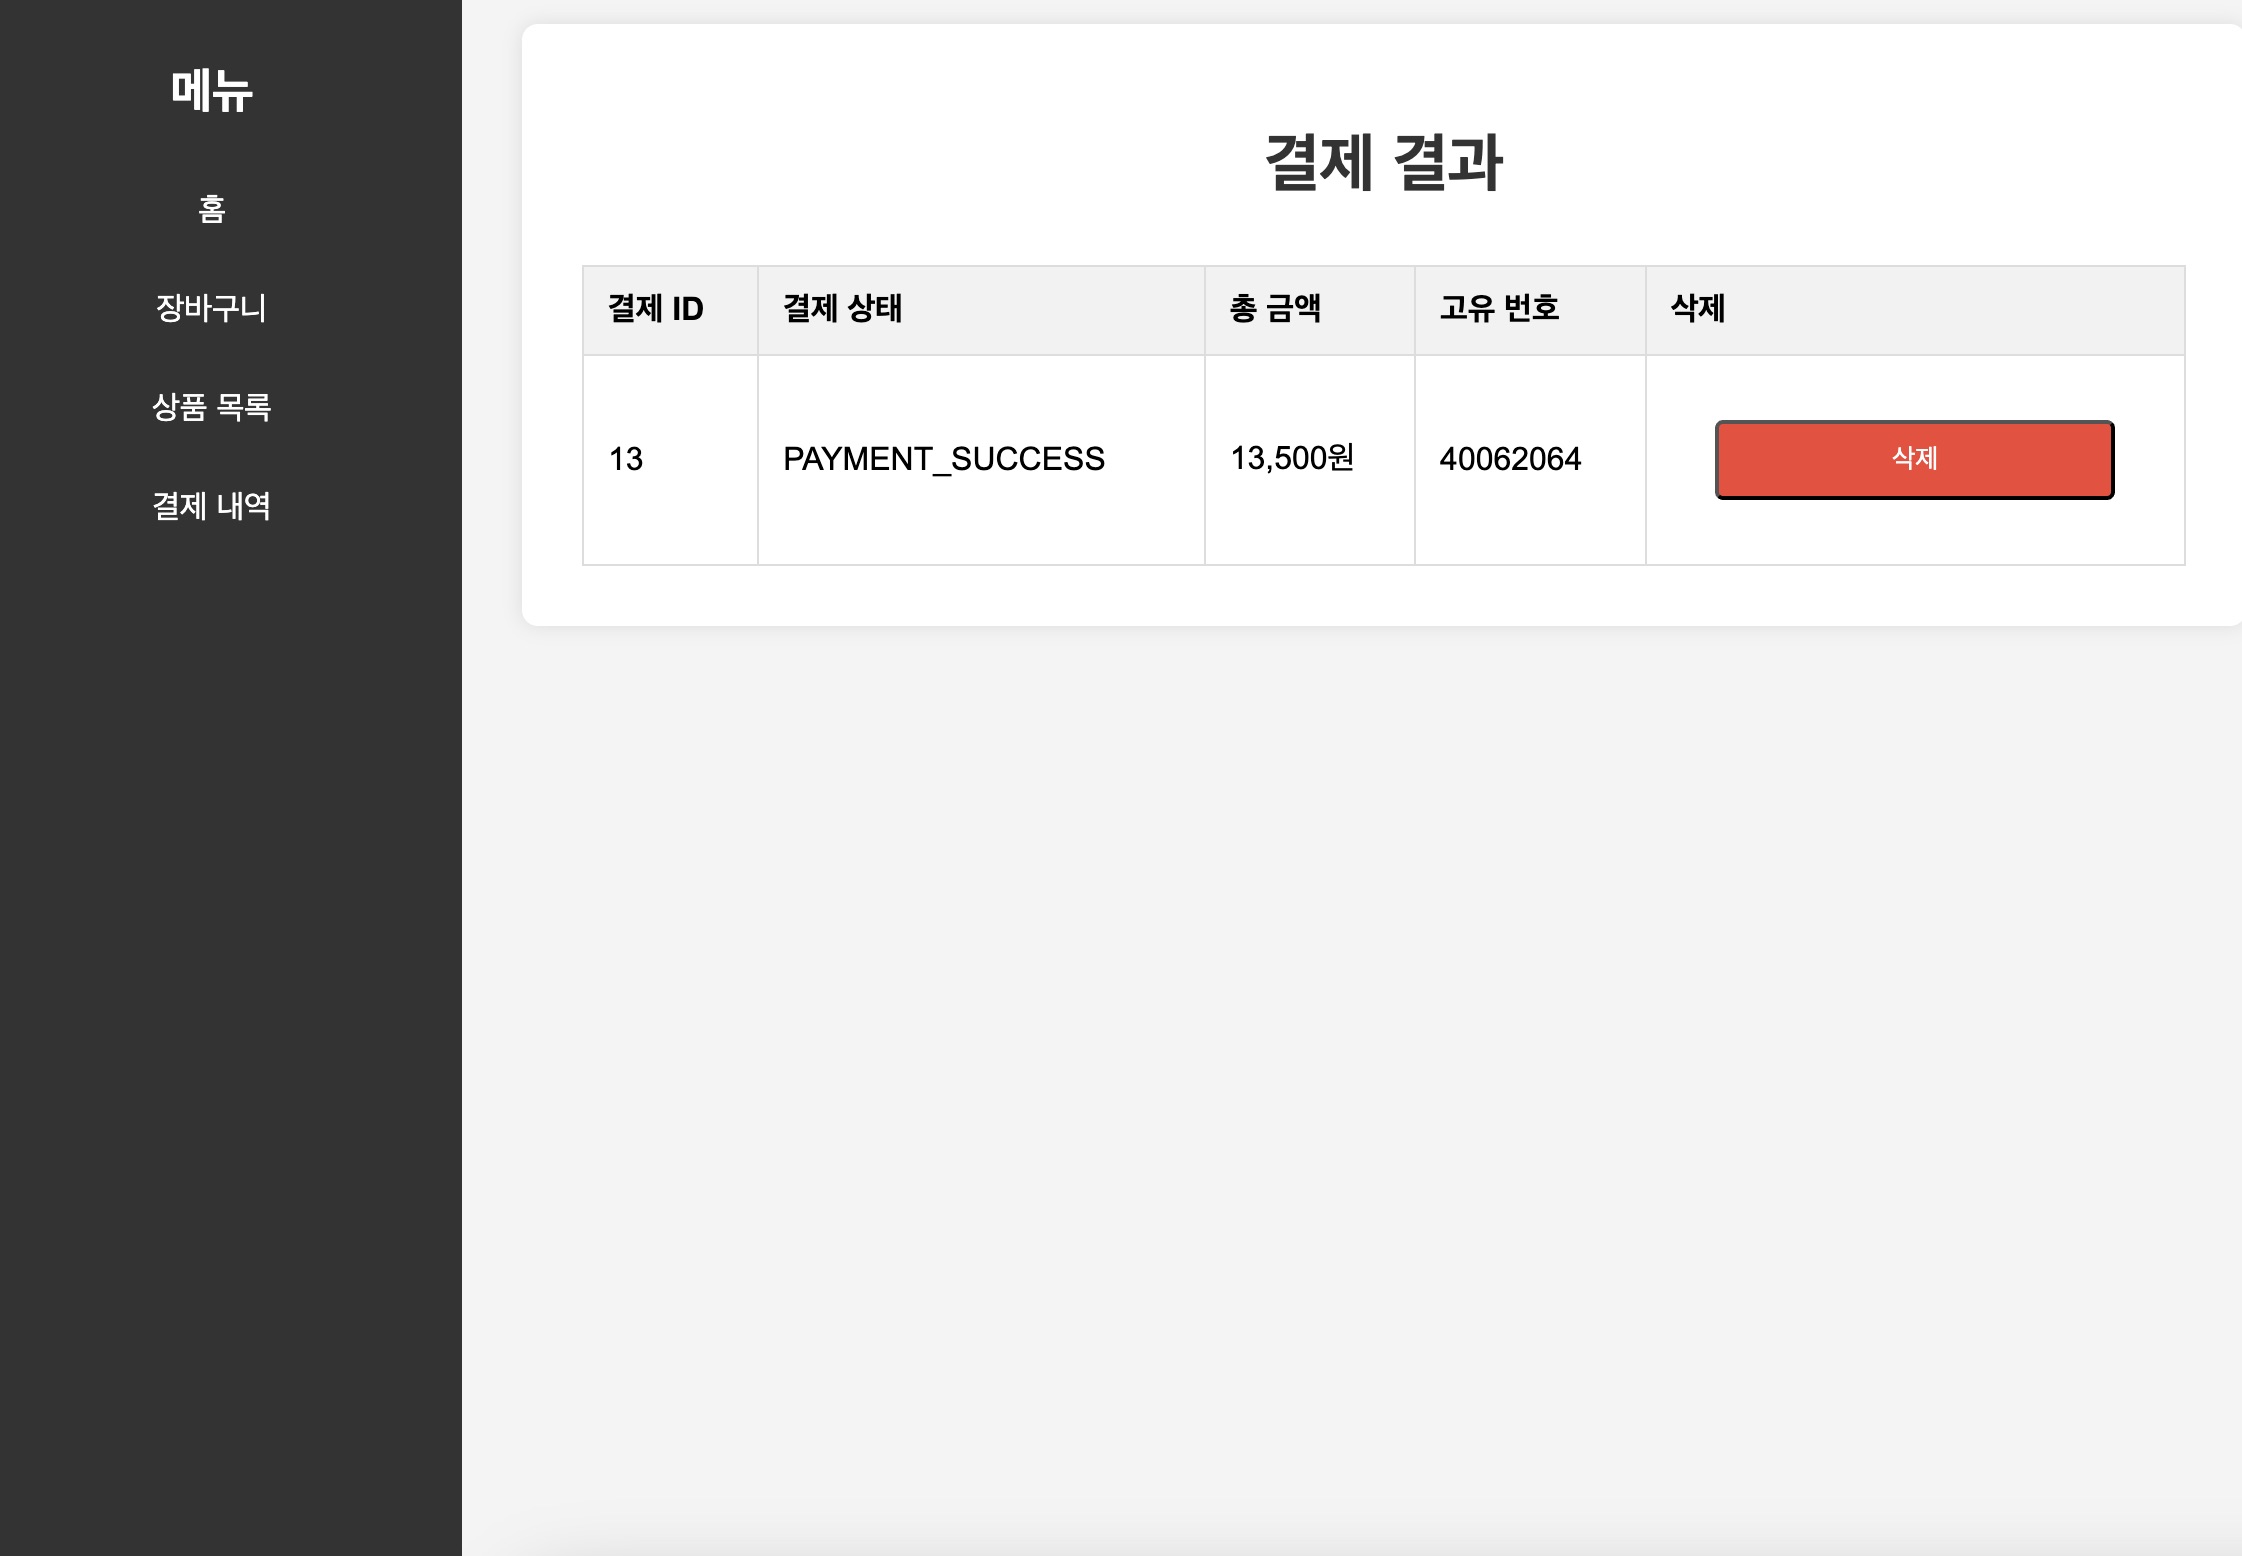 메뉴
홈
장바구니
상품 목록
결제 내역
결제 결과
결제 ID 결제 상태 총 금액 고유 번호 삭제
13 PAYMENT_SUCCESS 13,500원 40062064 삭제